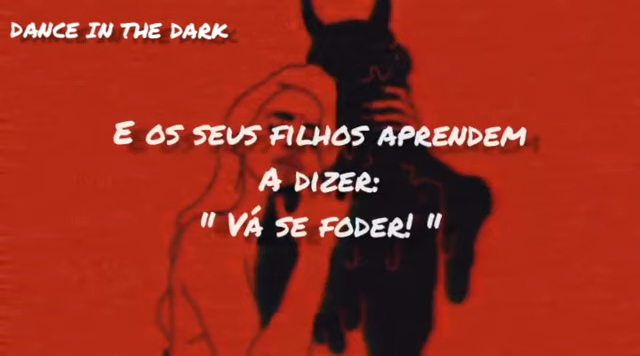 DANCE IN THE DARK
E OS SEUS FILHOS APRENDEM
A DIZER:
" VÁ SE FODER! "